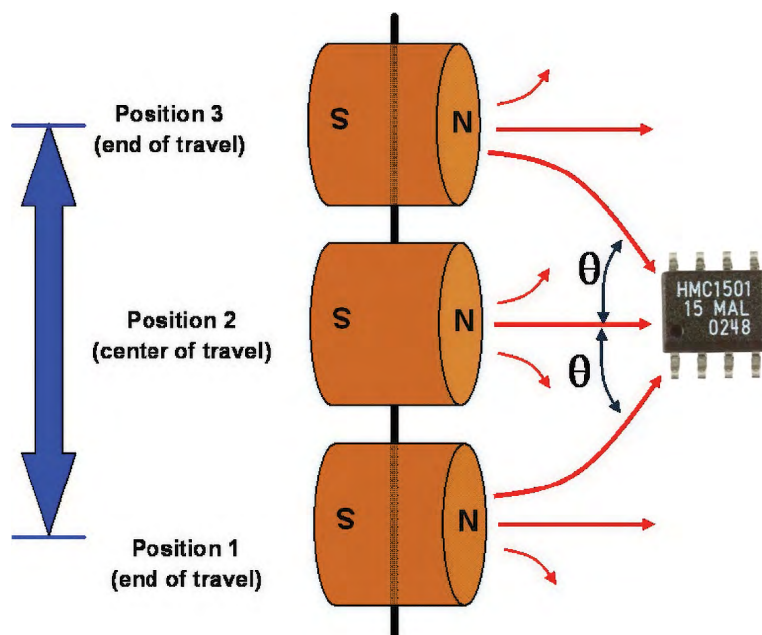 Position 3
(end of travel)
S
N
θ
HMC1501
15 MAL
0248
Position 2
(center of travel)
S
N
θ
Position 1
(end of travel)
S
N